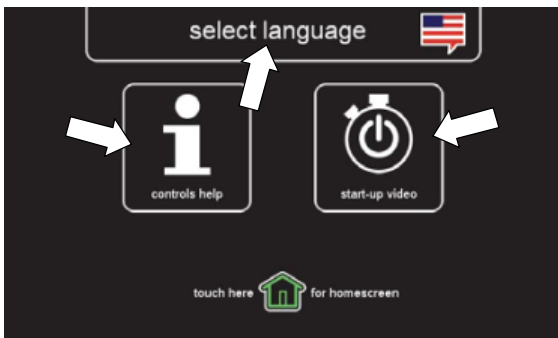 select language
controls help
start-up video
touch here for homescreen